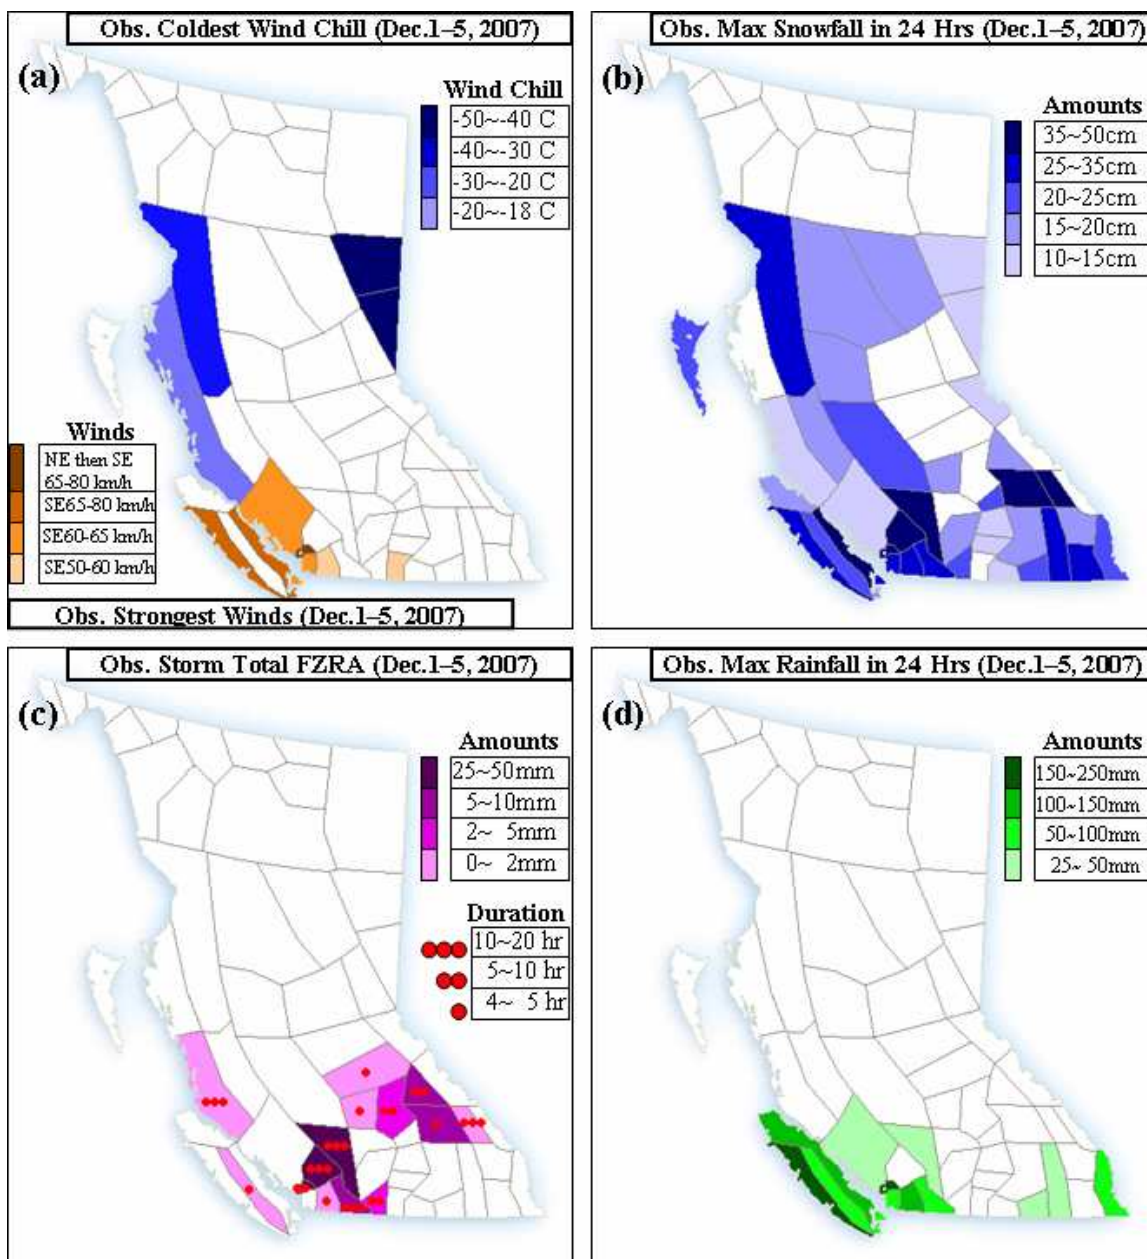 Obs. Coldest Wind Chill (Dec.1–5, 2007)
(a)
Wind Chill
-50~-40 C
-40~-30 C
-30~-20 C
-20~-18 C
Winds
NE then SE
65-80 km/h
SE65-80 km/h
SE60-65 km/h
SE50-60 km/h
Obs. Strongest Winds (Dec.1–5, 2007)
Obs. Max Snowfall in 24 Hrs (Dec.1–5, 2007)
(b)
Amounts
35~50cm
25~35cm
20~25cm
15~20cm
10~15cm
Obs. Storm Total FZRA (Dec.1–5, 2007)
(c)
Amounts
25~50mm
5~10mm
2~ 5mm
0~ 2mm
Duration
10~20 hr
5~10 hr
4~ 5 hr
Obs. Max Rainfall in 24 Hrs (Dec.1–5, 2007)
(d)
Amounts
150~250mm
100~150mm
50~100mm
25~ 50mm